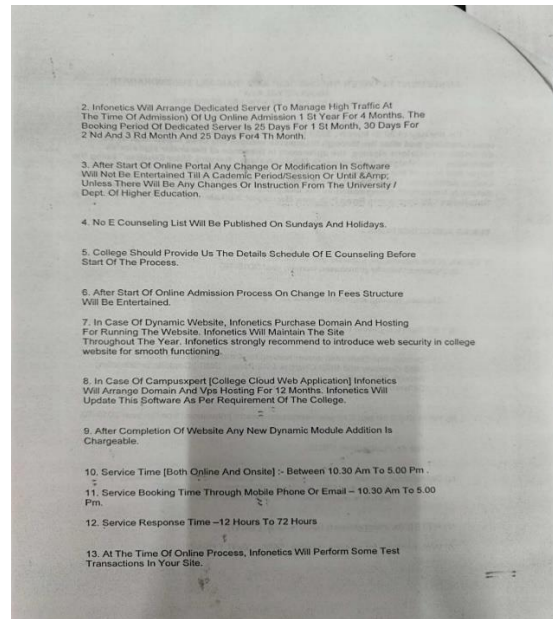 2. Infonetics Will Arrange Dedicated Server (To Manage High Traffic At
The Time Of Admission) Of Ug Online Admission 1 St Year For 4 Months. The
Booking Period Of Dedicated Server Is 25 Days For 1 St Month, 30 Days For
2 Nd And 3 Rd Month And 25 Days For4 Th Month.
3. After Start Of Online Portal Any Change Or Modification In Software
Will Not Be Entertained Till A Cademic Period/Session Or Until &Amp;
Unless There Will Be Any Changes Or Instruction From The University /
Dept. Of Higher Education.
4. No E Counseling List Will Be Published On Sundays And Holidays.
5. College Should Provide Us The Details Schedule Of E Counseling Before
Start Of The Process.
6. After Start Of Online Admission Process On Change In Fees Structure
Will Be Entertained.
7. In Case Of Dynamic Website, Infonetics Purchase Domain And Hosting
For Running The Website. Infonetics Will Maintain The Site
Throughout The Year. Infonetics strongly recommend to introduce web security in college
website for smooth functioning.
8. In Case Of Campusxpert [College Cloud Web Application] Infonetics
Will Arrange Domain And Vps Hosting For 12 Months. Infonetics Will
Update This Software As Per Requirement Of The College.
9. After Completion Of Website Any New Dynamic Module Addition Is
Chargeable.
10. Service Time [Both Online And Onsite] :- Between 10.30 Am To 5.00 Pm .
11. Service Booking Time Through Mobile Phone Or Email – 10.30 Am To 5.00
Pm.
12. Service Response Time –12 Hours To 72 Hours
13. At The Time Of Online Process, Infonetics Will Perform Some Test
Transactions In Your Site.